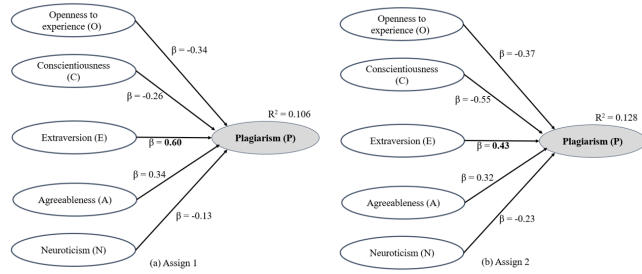 Openness to
experience (O)
β = -0.34
Conscientiousness
(C)
β = -0.26
R² = 0.106
Extraversion (E)
β = 0.60
Plagiarism (P)
Agreeableness (A)
β = 0.34
β = -0.13
Neuroticism (N)
(a) Assign 1
Openness to
experience (O)
β = -0.37
Conscientiousness
(C)
β = -0.55
R² = 0.128
Extraversion (E)
β = 0.43
Plagiarism (P)
Agreeableness (A)
β = 0.32
β = -0.23
Neuroticism (N)
(b) Assign 2